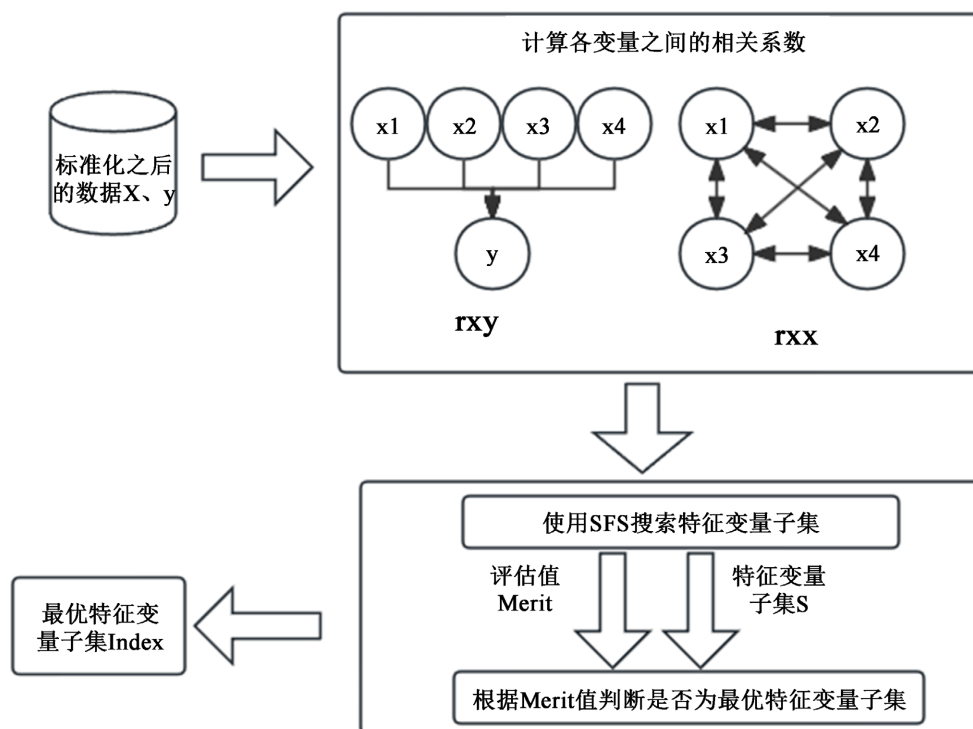 计算各变量之间的相关系数
标准化之后
的数据X、y
x1 x2 x3 x4
y
rxy
x1 x2
x3 x4
rxx
使用SFS搜索特征变量子集
评估值
Merit
特征变量
子集S
根据Merit值判断是否为最优特征变量子集
最优特征变
量子集Index